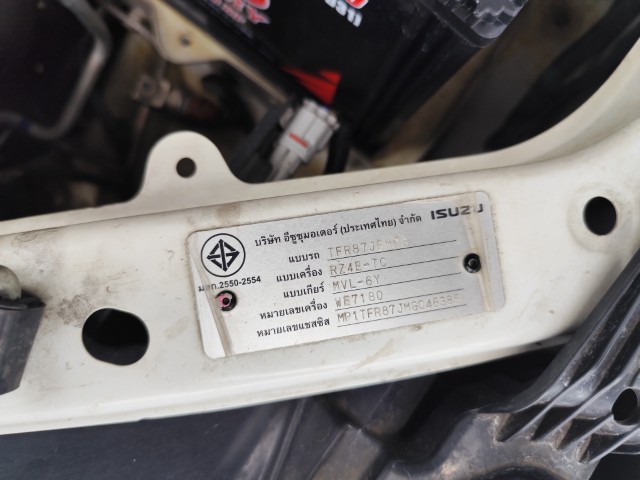 บริษัท อีซูซุมอเตอร์ (ประเทศไทย) จำกัด ISUZU
มอก.2550-2554
แบบรถ
แบบเครื่อง RZ4E-TC
แบบเกียร์ MVL-6Y
หมายเลขเครื่อง WE7180
หมายเลขแชสซิส